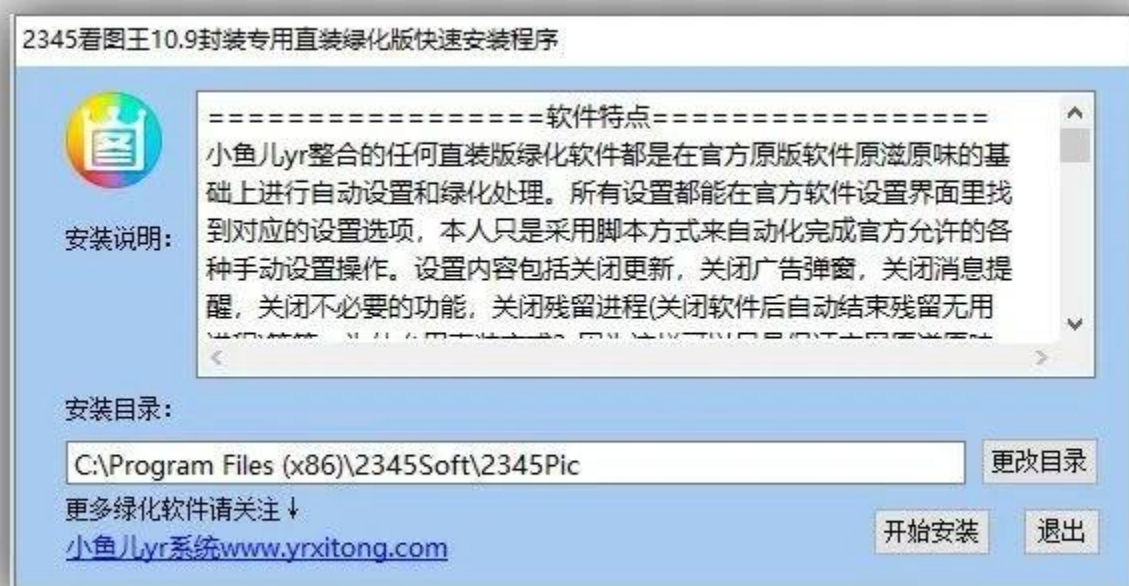 2345看图王10.9封装专用直装绿化版快速安装程序
图
=================软件特点=================
小鱼儿yr整合的任何直装版绿化软件都是在官方原版软件原滋原味的基
础上进行自动设置和绿化处理。所有设置都能在官方软件设置界面里找
到对应的设置选项，本人只是采用脚本方式来自动化完成官方允许的各
种手动设置操作。设置内容包括关闭更新，关闭广告弹窗，关闭消息提
醒，关闭不必要的功能，关闭残留进程(关闭软件后自动结束残留无用
安装说明：
安装目录：
C:\Program Files (x86)\2345Soft\2345Pic
更改目录
更多绿化软件请关注↓
小鱼儿yr系统www.yrxitong.com
开始安装
退出